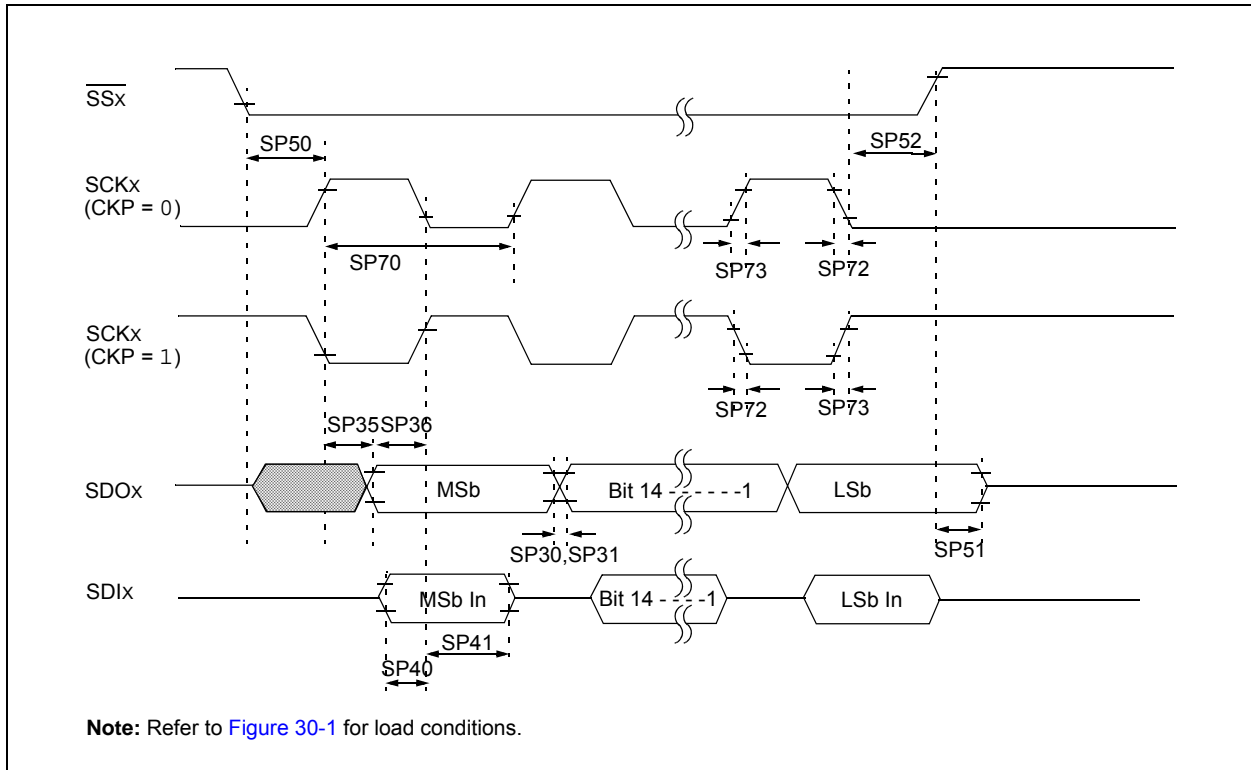 SSx
SP50
SP52
SCKx
(CKP = 0)
SP70
SP73
SP72
SCKx
(CKP = 1)
SP72
SP73
SP35
SP36
SDOx
MSb
Bit 14 - - - - - -1
LSb
SP30,SP31
SP51
SDIx
MSb In
Bit 14 - - - -1
LSb In
SP41
SP40
Note: Refer to Figure 30-1 for load conditions.